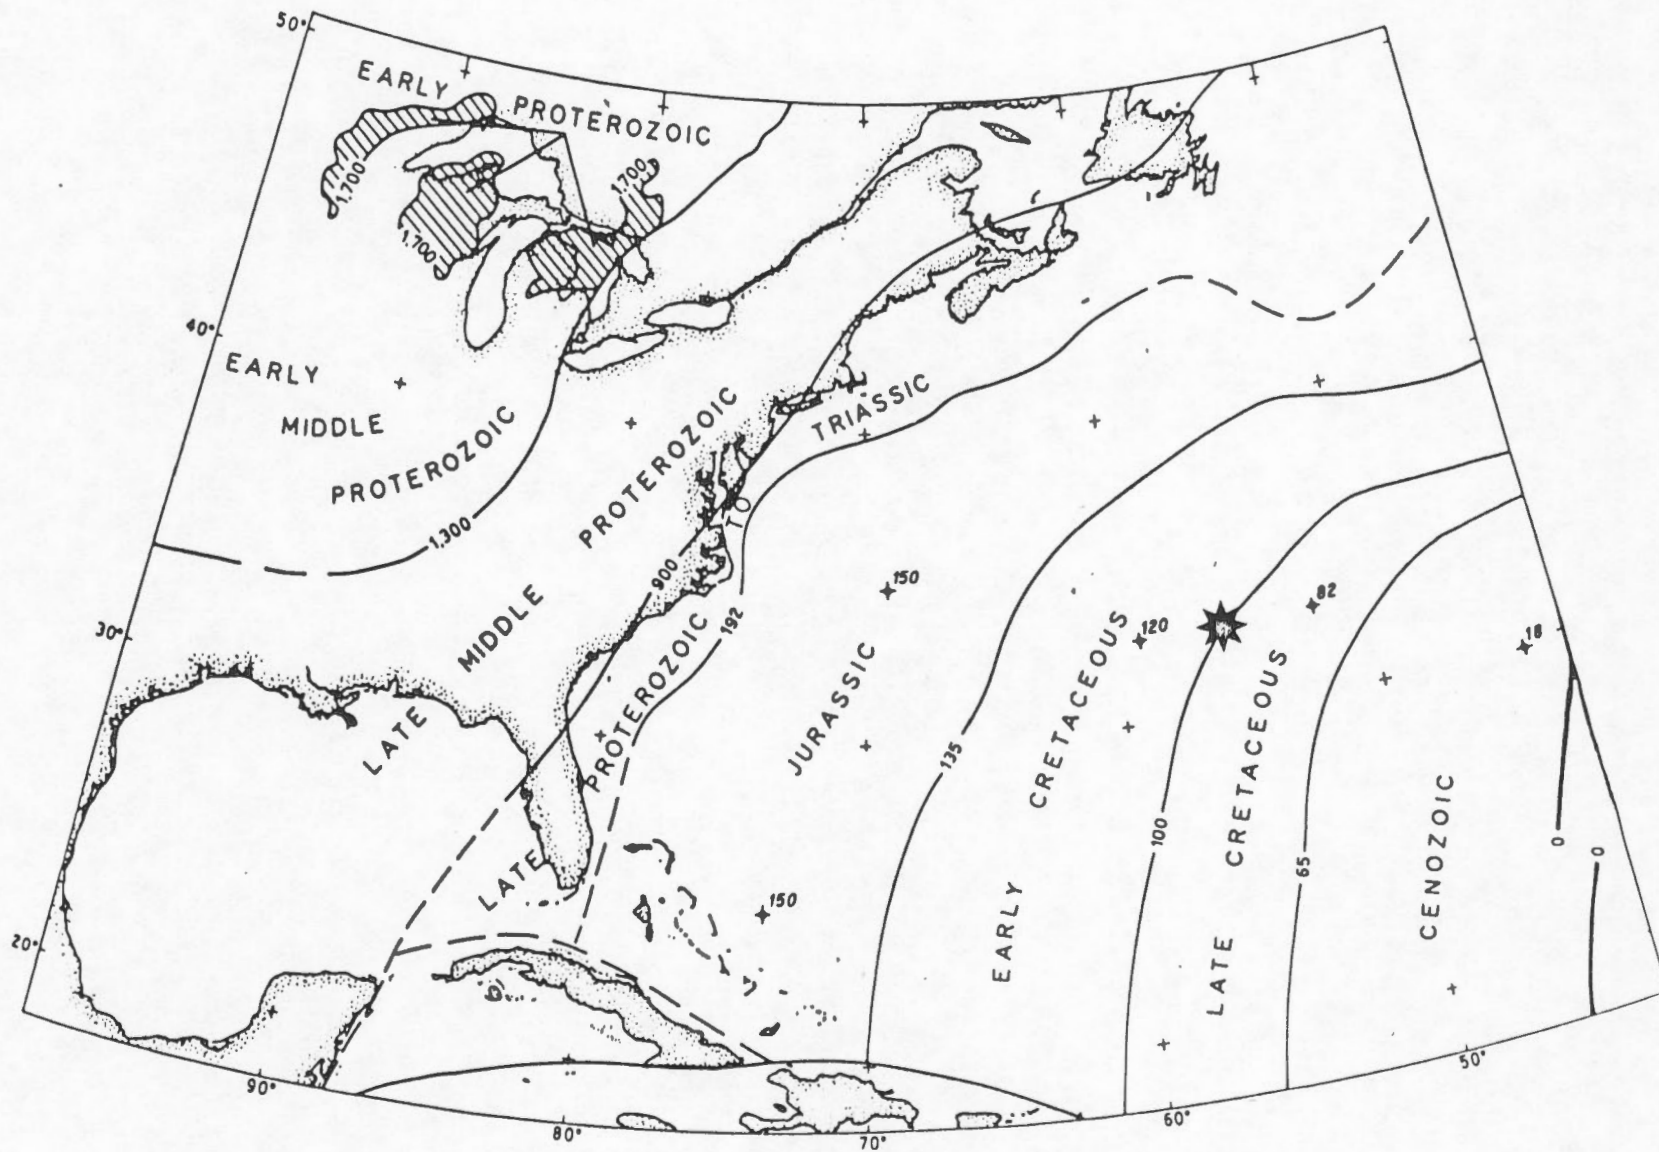 50°
EARLY PROTEROZOIC
1,700
1,700
1,700
40°
EARLY
MIDDLE
PROTEROZOIC
1,300
30°
LATE MIDDLE PROTEROZOIC
900
LATE PROTEROZOIC TO TRIASSIC
192
JURASSIC
150
150
135
EARLY CRETACEOUS
120
100
LATE CRETACEOUS
82
65
CENOZOIC
18
0
0
20°
90°
80°
70°
60°
50°